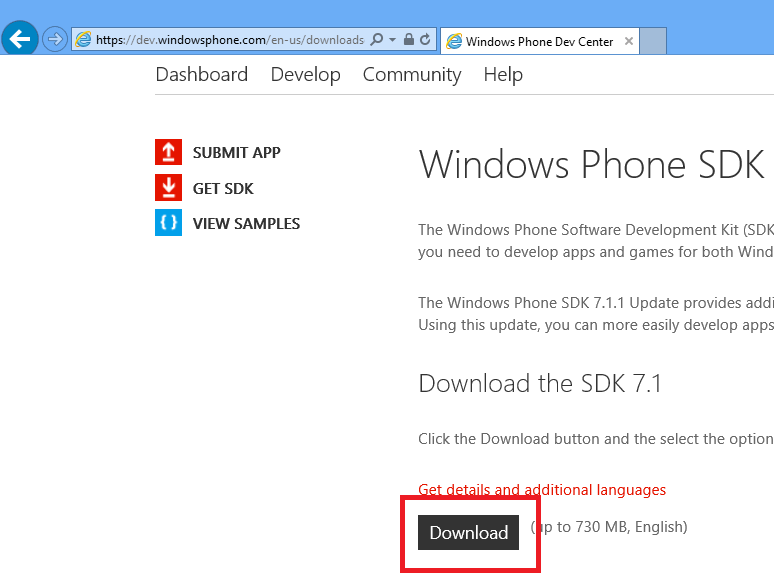 https://dev.windowsphone.com/en-us/downloads
Windows Phone Dev Center
Dashboard Develop Community Help
SUBMIT APP
GET SDK
VIEW SAMPLES
Windows Phone SDK
The Windows Phone Software Development Kit (SDK
you need to develop apps and games for both Wind
The Windows Phone SDK 7.1.1 Update provides addi
Using this update, you can more easily develop apps
Download the SDK 7.1
Click the Download button and the select the option
Get details and additional languages
Download (up to 730 MB, English)